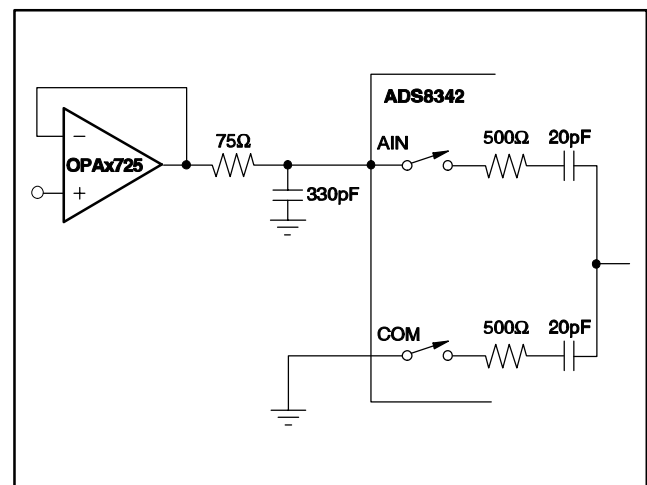 ADS8342
75Ω
AIN
500Ω
20pF
−
OPAx725
+
330pF
COM
500Ω
20pF